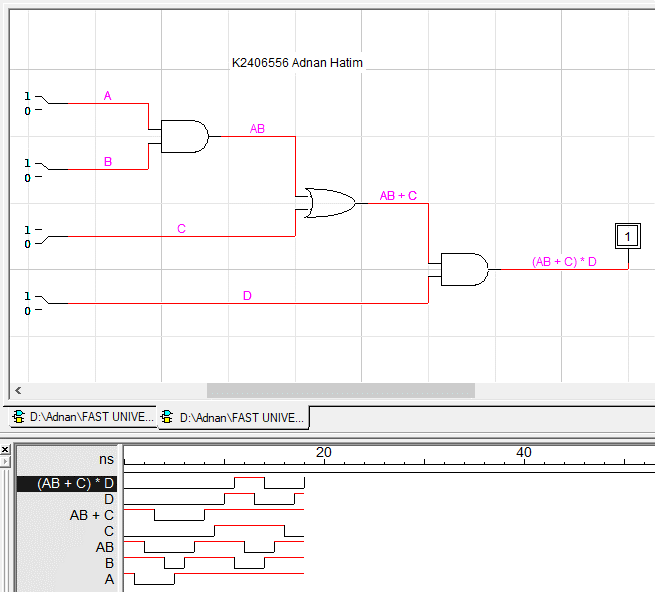 K2406556 Adnan Hatim
1
0
A
AB
1
0
B
AB + C
1
0
C
1
(AB + C) * D
1
0
D
<
D:\Adnan\FAST UNIVE... D:\Adnan\FAST UNIVE...
ns 20 40
(AB + C) * D
D
AB + C
C
AB
B
A